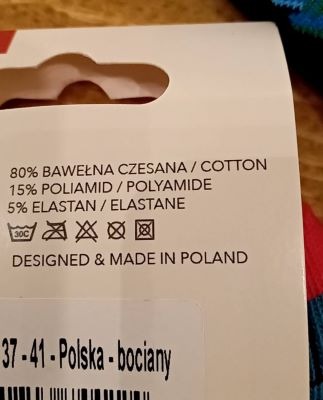 80% BAWEŁNA CZESANA / COTTON
15% POLIAMID / POLYAMIDE
5% ELASTAN / ELASTANE
30C
DESIGNED & MADE IN POLAND
37 - 41 - Polska - bociany